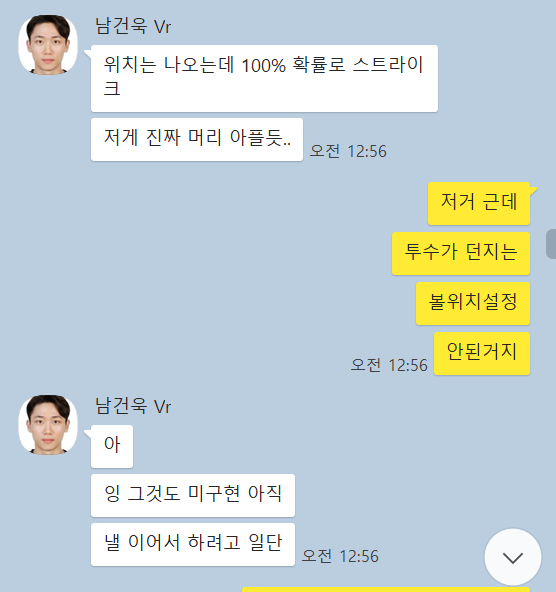 남건욱 Vr
위치는 나오는데 100% 확률로 스트라이
크
저게 진짜 머리 아플듯..
오전 12:56
저거 근데
투수가 던지는
볼위치설정
안된거지
오전 12:56
남건욱 Vr
아
잉 그것도 미구현 아직
낼 이어서 하려고 일단
오전 12:56